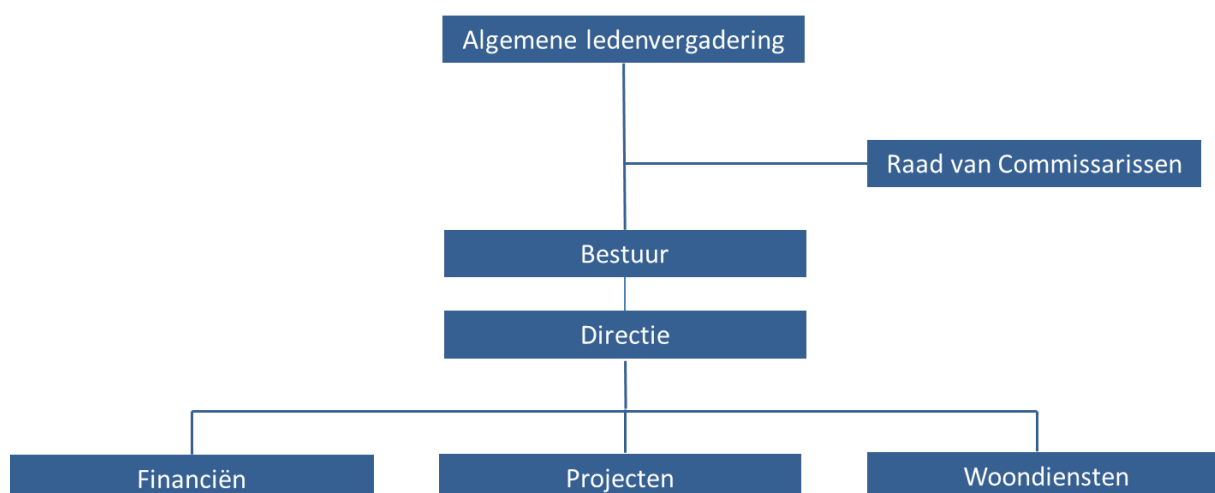 Algemene ledenvergadering
Raad van Commissarissen
Bestuur
Directie
Financiën
Projecten
Woondiensten